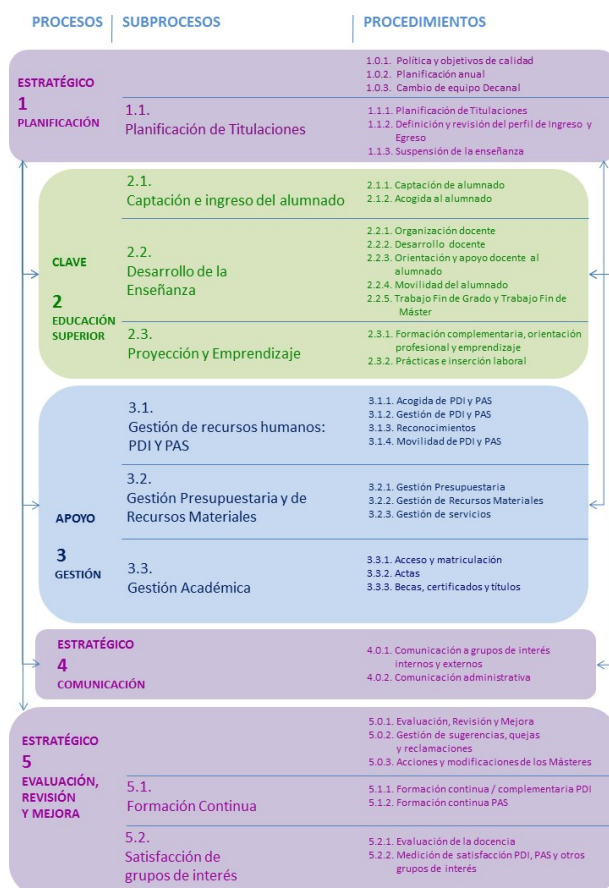 PROCESOS SUBPROCESOS PROCEDIMIENTOS
ESTRATÉGICO
1
PLANIFICACIÓN
1.0.1. Política y objetivos de calidad
1.0.2. Planificación anual
1.0.3. Cambio de equipo Decanal
1.1.
Planificación de Titulaciones
1.1.1. Planificación de Titulaciones
1.1.2. Definición y revisión del perfil de Ingreso y
Egreso
1.1.3. Suspensión de la enseñanza
CLAVE
2
EDUCACIÓN
SUPERIOR
2.1.
Captación e ingreso del alumnado
2.1.1. Captación de alumnado
2.1.2. Acogida al alumnado
2.2.
Desarrollo de la
Enseñanza
2.2.1. Organización docente
2.2.2. Desarrollo docente
2.2.3. Orientación y apoyo docente al
alumnado
2.2.4. Movilidad del alumnado
2.2.5. Trabajo Fin de Grado y Trabajo Fin de
Máster
2.3.
Proyección y Emprendizaje
2.3.1. Formación complementaria, orientación
profesional y emprendizaje
2.3.2. Prácticas e inserción laboral
APOYO
3
GESTIÓN
3.1.
Gestión de recursos humanos:
PDI Y PAS
3.1.1. Acogida de PDI y PAS
3.1.2. Gestión de PDI y PAS
3.1.3. Reconocimientos
3.1.4. Movilidad de PDI y PAS
3.2.
Gestión Presupuestaria y de
Recursos Materiales
3.2.1. Gestión Presupuestaria
3.2.2. Gestión de Recursos Materiales
3.2.3. Gestión de servicios
3.3.
Gestión Académica
3.3.1. Acceso y matriculación
3.3.2. Actas
3.3.3. Becas, certificados y títulos
ESTRATÉGICO
4
COMUNICACIÓN
4.0.1. Comunicación a grupos de interés
internos y externos
4.0.2. Comunicación administrativa
ESTRATÉGICO
5
EVALUACIÓN,
REVISIÓN
Y MEJORA
5.0.1. Evaluación, Revisión y Mejora
5.0.2. Gestión de sugerencias, quejas
y reclamaciones
5.0.3. Acciones y modificaciones de los Másteres
5.1.
Formación Continua
5.1.1. Formación continua / complementaria PDI
5.1.2. Formación continua PAS
5.2.
Satisfacción de
grupos de interés
5.2.1. Evaluación de la docencia
5.2.2. Medición de satisfacción PDI, PAS y otros
grupos de interés